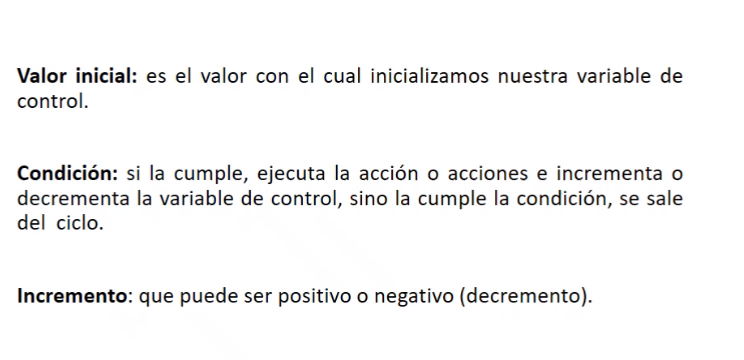 Valor inicial: es el valor con el cual inicializamos nuestra variable de
control.
Condición: si la cumple, ejecuta la acción o acciones e incrementa o
decrementa la variable de control, sino la cumple la condición, se sale
del ciclo.
Incremento: que puede ser positivo o negativo (decremento).